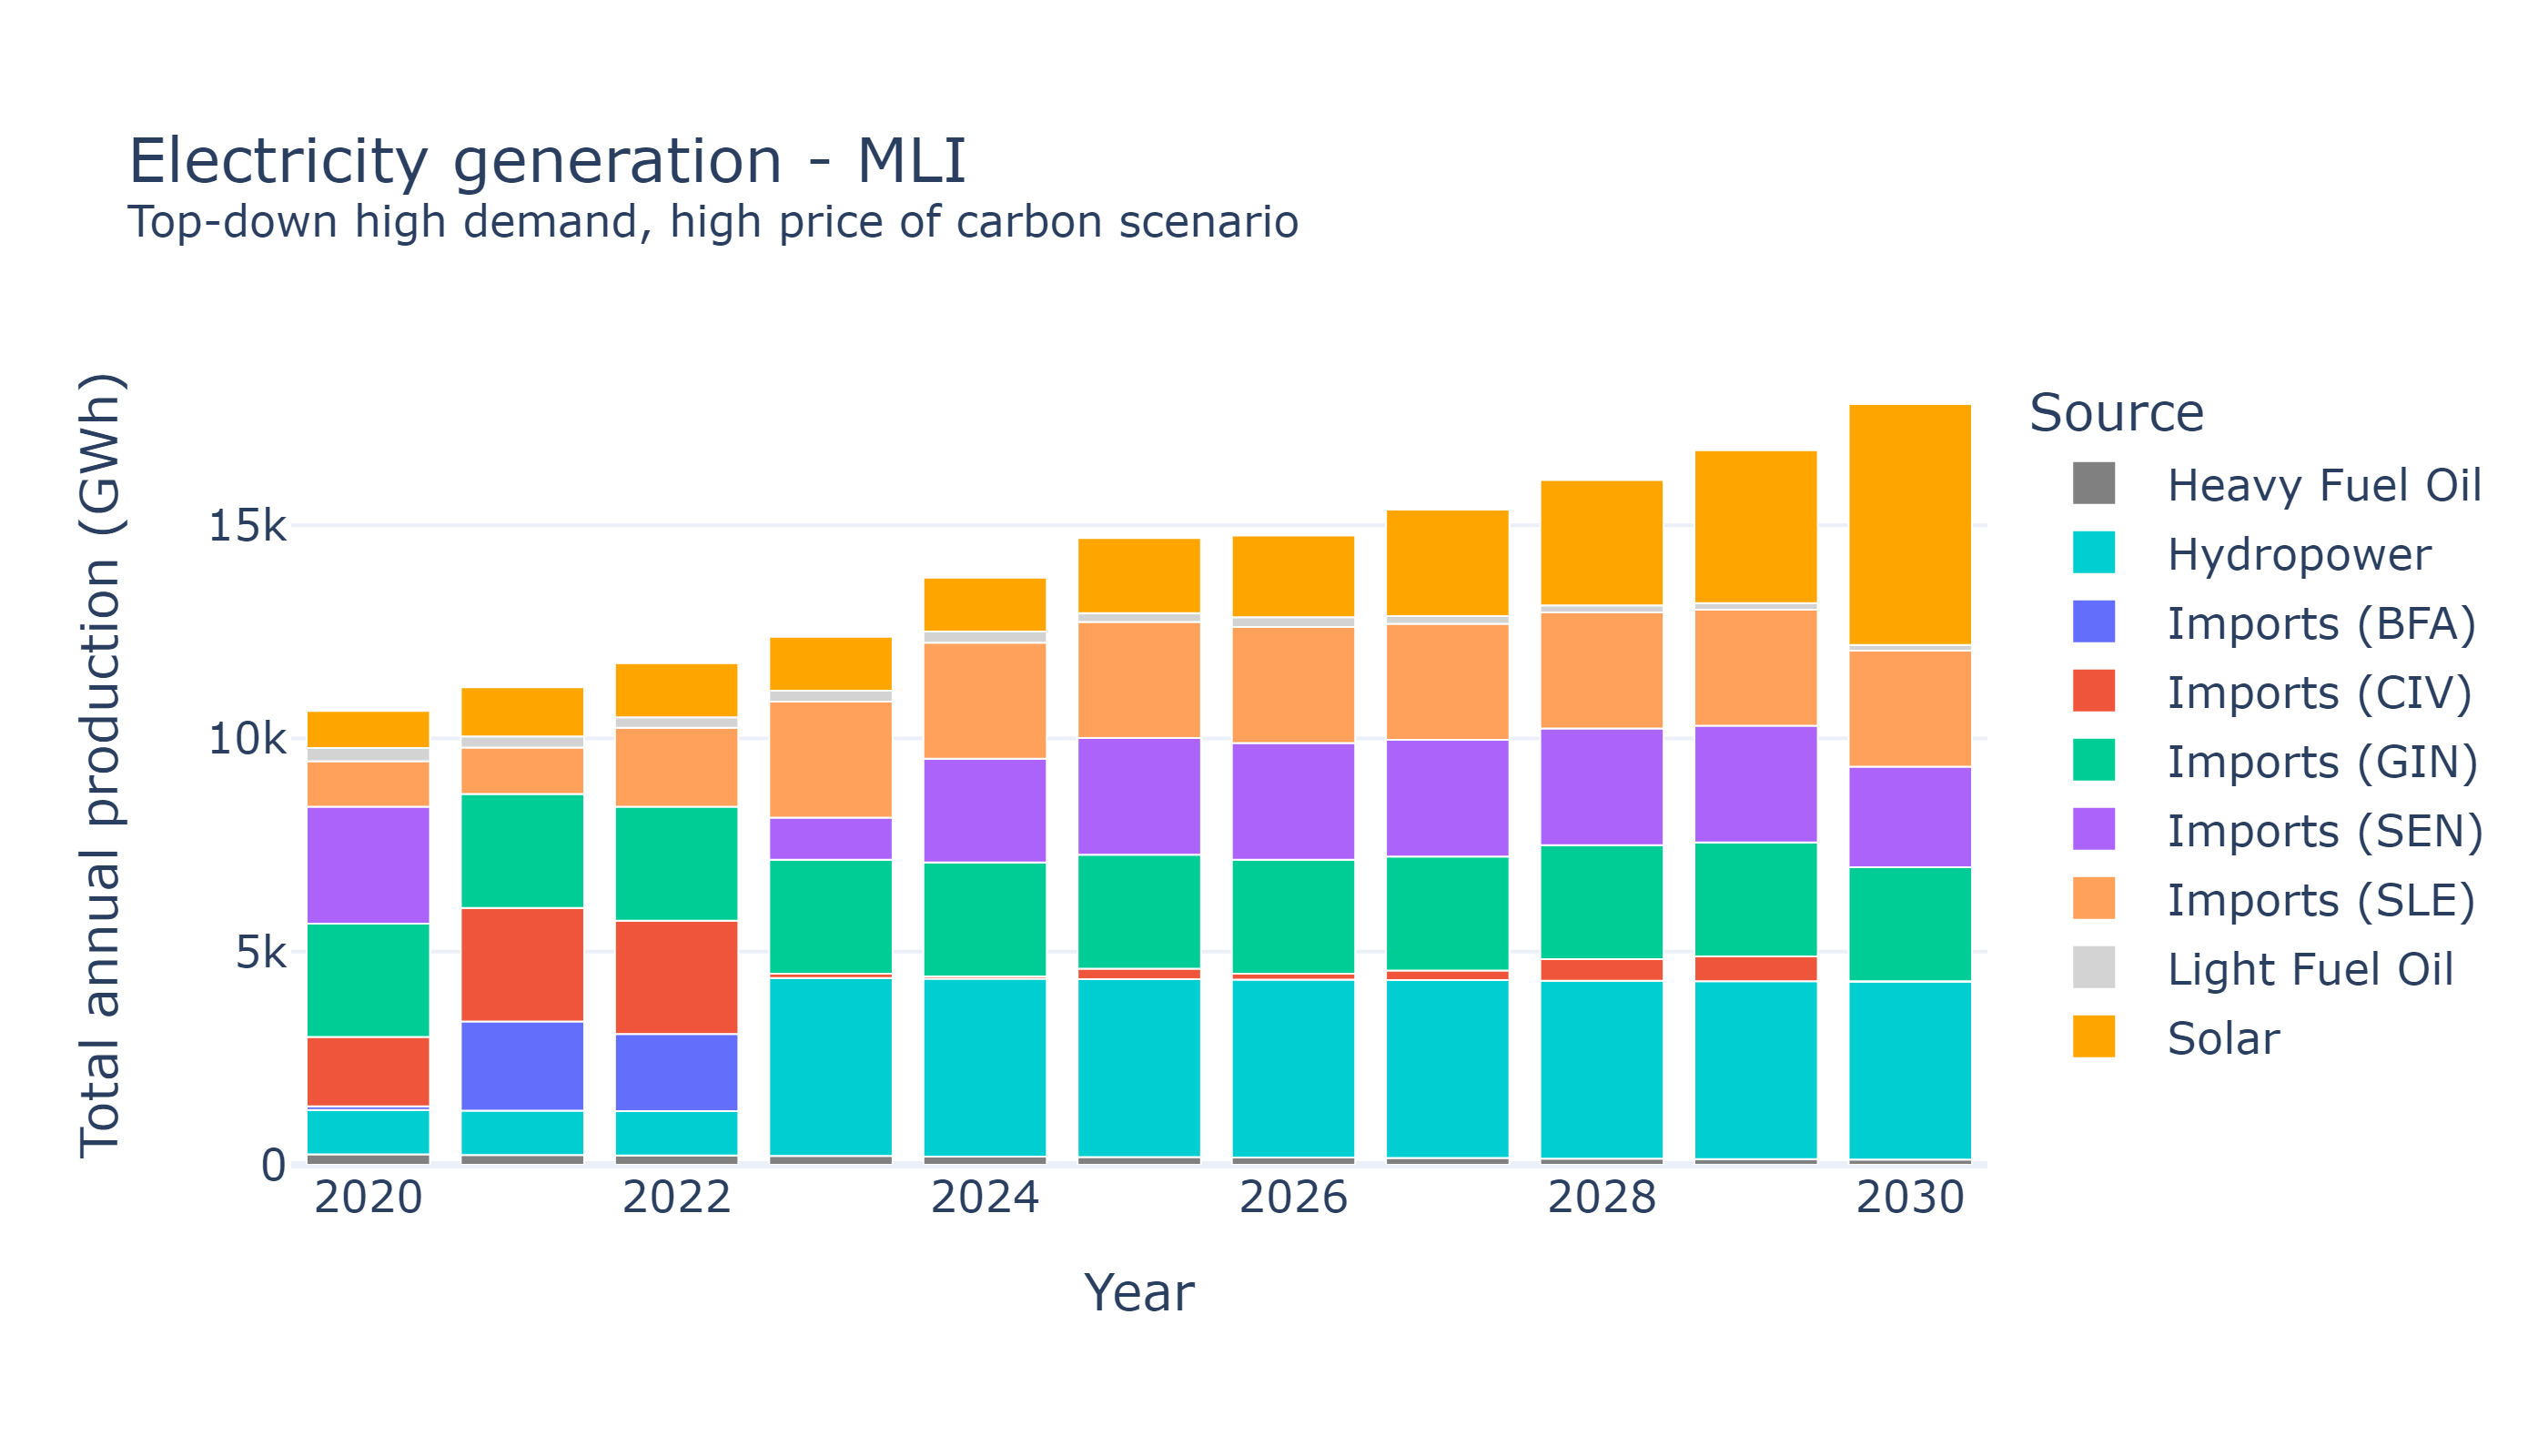 Electricity generation - MLI
Top-down high demand, high price of carbon scenario
Total annual production (GWh)
15k
10k
5k
0
2020
2022
2024
2026
2028
2030
Year
Source
Heavy Fuel Oil
Hydropower
Imports (BFA)
Imports (CIV)
Imports (GIN)
Imports (SEN)
Imports (SLE)
Light Fuel Oil
Solar